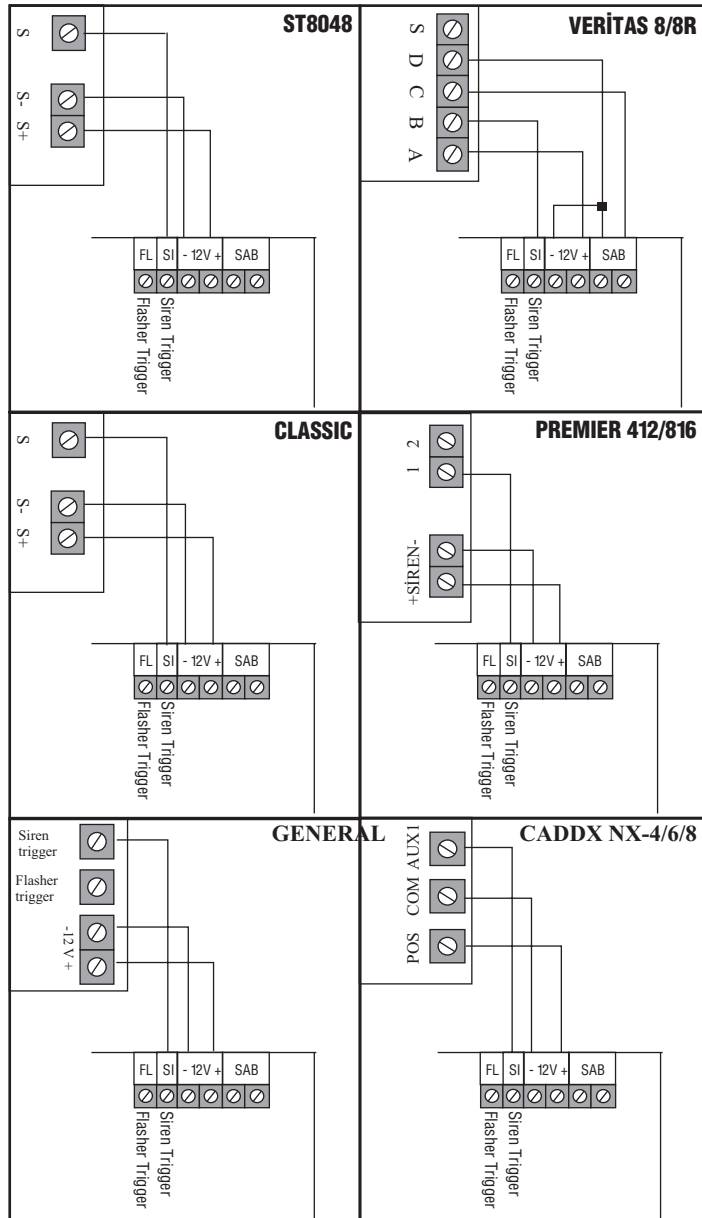 ST8048
S
S-
S+
FL SI - 12V + SAB
Flasher Trigger
Siren Trigger
VERİTAS 8/8R
S
D
C
B
A
FL SI - 12V + SAB
Flasher Trigger
Siren Trigger
CLASSIC
S
S-
S+
FL SI - 12V + SAB
Flasher Trigger
Siren Trigger
PREMIER 412/816
2
1
+SİREN-
FL SI - 12V + SAB
Flasher Trigger
Siren Trigger
GENERAL
Siren
trigger
Flasher
trigger
-12 V +
FL SI - 12V + SAB
Flasher Trigger
Siren Trigger
CADDX NX-4/6/8
AUX1
COM
POS
FL SI - 12V + SAB
Flasher Trigger
Siren Trigger